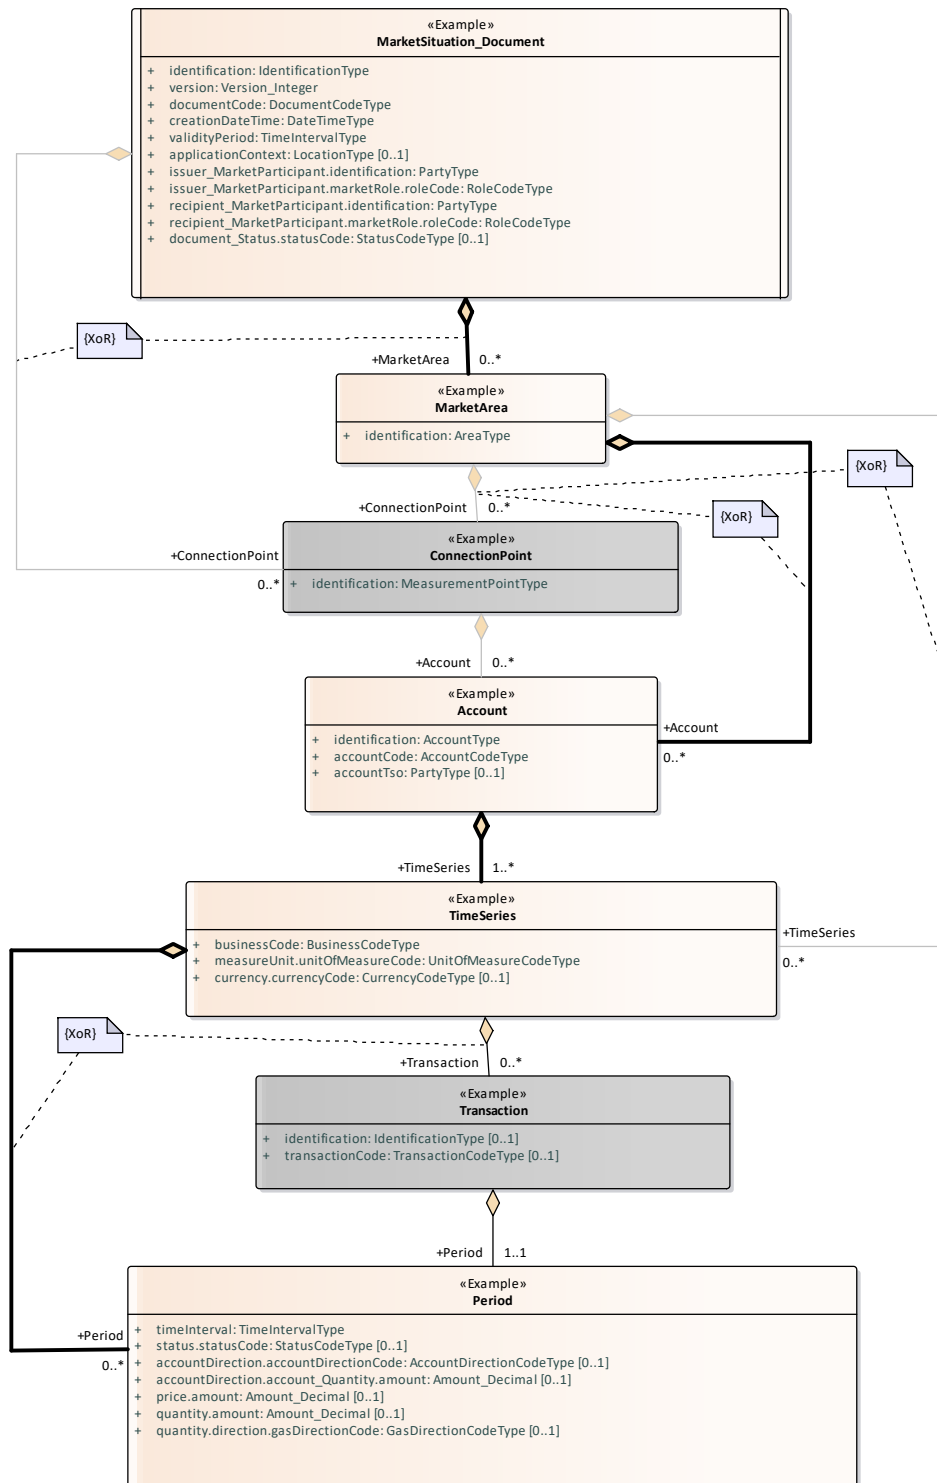 «Example»
MarketSituation_Document
+ identification: IdentificationType
+ version: Version_Integer
+ documentCode: DocumentCodeType
+ creationDateTime: DateTimeType
+ validityPeriod: TimeIntervalType
+ applicationContext: LocationType [0..1]
+ issuer_MarketParticipant.identification: PartyType
+ issuer_MarketParticipant.marketRole.roleCode: RoleCodeType
+ recipient_MarketParticipant.identification: PartyType
+ recipient_MarketParticipant.marketRole.roleCode: RoleCodeType
+ document_Status.statusCode: StatusCodeType [0..1]
{XoR}
+MarketArea 0..*
«Example»
MarketArea
+ identification: AreaType
{XoR}
+ConnectionPoint 0..*
{XoR}
«Example»
ConnectionPoint
+ConnectionPoint
0..*
+ identification: MeasurementPointType
+Account 0..*
«Example»
Account
+ identification: AccountType
+ accountCode: AccountCodeType
+ accountTso: PartyType [0..1]
+Account
0..*
+TimeSeries 1..*
«Example»
TimeSeries
+ businessCode: BusinessCodeType
+ measureUnit.unitOfMeasureCode: UnitOfMeasureCodeType
+ currency.currencyCode: CurrencyCodeType [0..1]
+TimeSeries
0..*
{XoR}
+Transaction 0..*
«Example»
Transaction
+ identification: IdentificationType [0..1]
+ transactionCode: TransactionCodeType [0..1]
+Period 1..1
«Example»
Period
+Period
0..*
+ timeInterval: TimeIntervalType
+ status.statusCode: StatusCodeType [0..1]
+ accountDirection.accountDirectionCode: AccountDirectionCodeType [0..1]
+ accountDirection.account_Quantity.amount: Amount_Decimal [0..1]
+ price.amount: Amount_Decimal [0..1]
+ quantity.amount: Amount_Decimal [0..1]
+ quantity.direction.gasDirectionCode: GasDirectionCodeType [0..1]